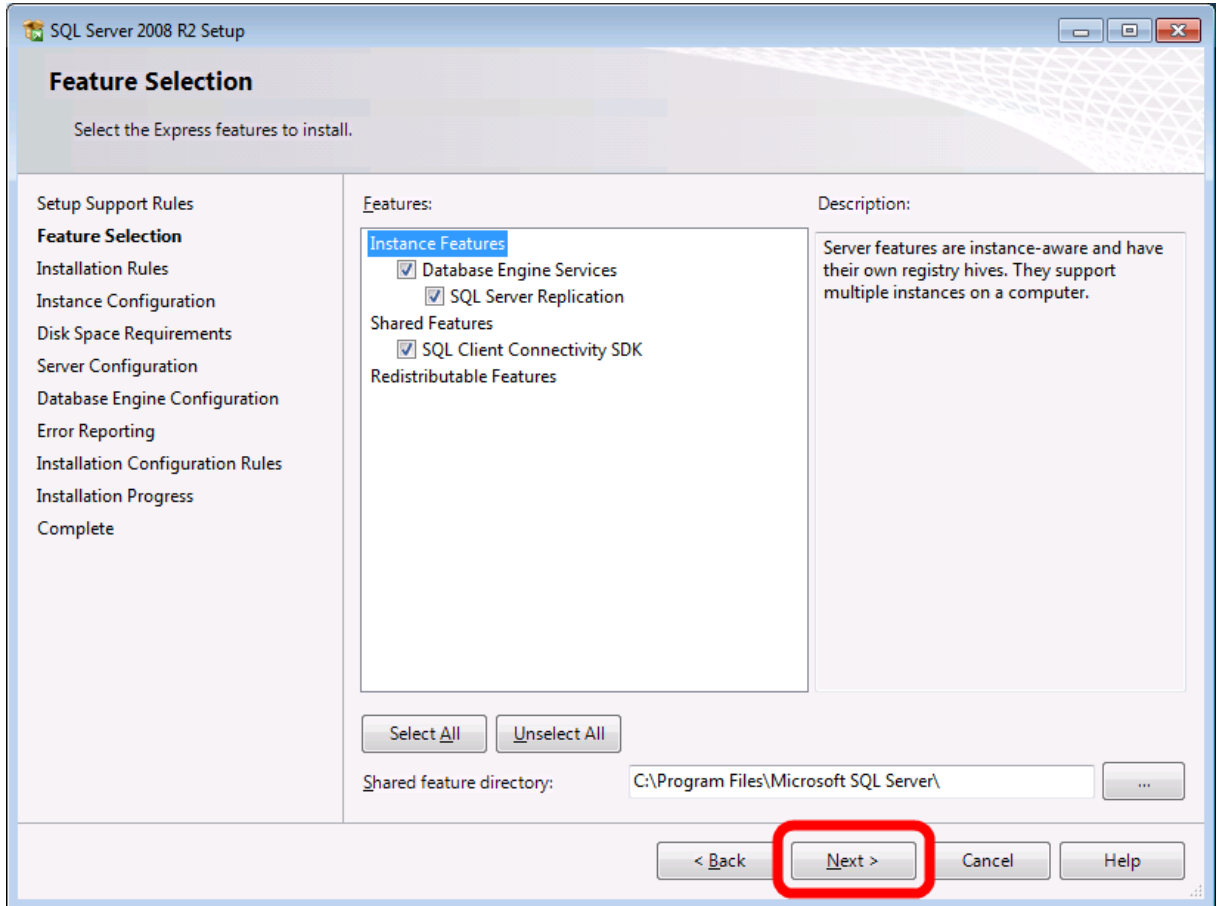 SQL Server 2008 R2 Setup
Feature Selection
Select the Express features to install.
Setup Support Rules
Feature Selection
Installation Rules
Instance Configuration
Disk Space Requirements
Server Configuration
Database Engine Configuration
Error Reporting
Installation Configuration Rules
Installation Progress
Complete
Features:
Instance Features
Database Engine Services
SQL Server Replication
Shared Features
SQL Client Connectivity SDK
Redistributable Features
Description:
Server features are instance-aware and have
their own registry hives. They support
multiple instances on a computer.
Select All
Unselect All
Shared feature directory:
C:\Program Files\Microsoft SQL Server\
...
< Back
Next >
Cancel
Help